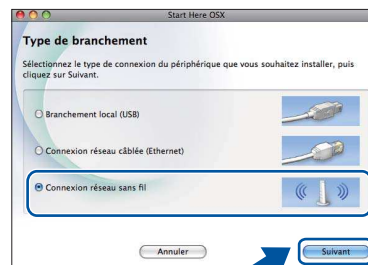 Start Here OSX
Type de branchement
Sélectionnez le type de connexion du périphérique que vous souhaitez installer, puis
cliquez sur Suivant.
Branchement local (USB)
Connexion réseau câblée (Ethernet)
Connexion réseau sans fil
Annuler
Suivant